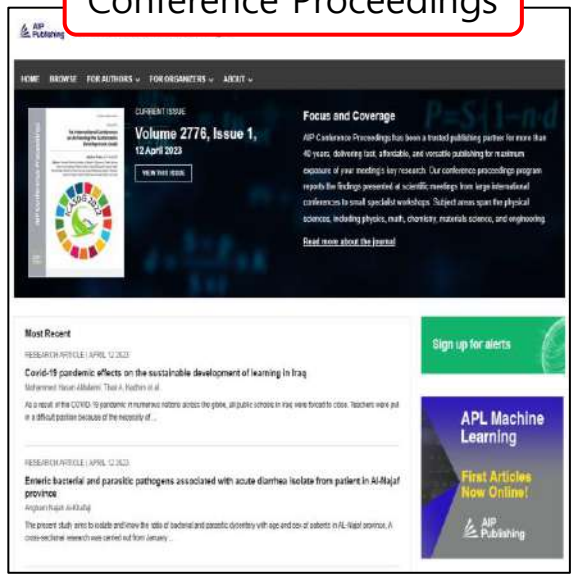 Conference Proceedings
AIP
Publishing
HOME BROWSE FOR AUTHORS FOR ORGANIZERS ABOUT
CURRENT ISSUE
Volume 2776, Issue 1,
12 April 2023
VIEW THIS ISSUE
ICASDG2022
Focus and Coverage
AIP Conference Proceedings has been a trusted publishing partner for more than
40 years, delivering fast, affordable, and versatile publishing for maximum
exposure of your meeting's key research. Our conference proceedings program
reports the findings presented at scientific meetings from large international
conferences to small specialist workshops. Subject areas span the physical
sciences, including physics, math, chemistry, materials science, and engineering.
Read more about the journal
Most Recent
RESEARCH ARTICLE | APRIL 12 2023
Covid-19 pandemic effects on the sustainable development of learning in Iraq
As a result of the COVID-19 pandemic in numerous nations across the globe, all public schools in Iraq were forced to close. Teachers were put
in a difficult position because of the necessity of ...
RESEARCH ARTICLE | APRIL 12 2023
Enteric bacterial and parasitic pathogens associated with acute diarrhea isolate from patient in Al-Najaf
province
The present study aims to isolate and know the ratio of bacterial and parasitic dysentery with age and sex of patients in AL-Najaf province. A
cross-sectional research was carried out from January ...
Sign up for alerts
APL Machine
Learning
First Articles
Now Online!
AIP
Publishing